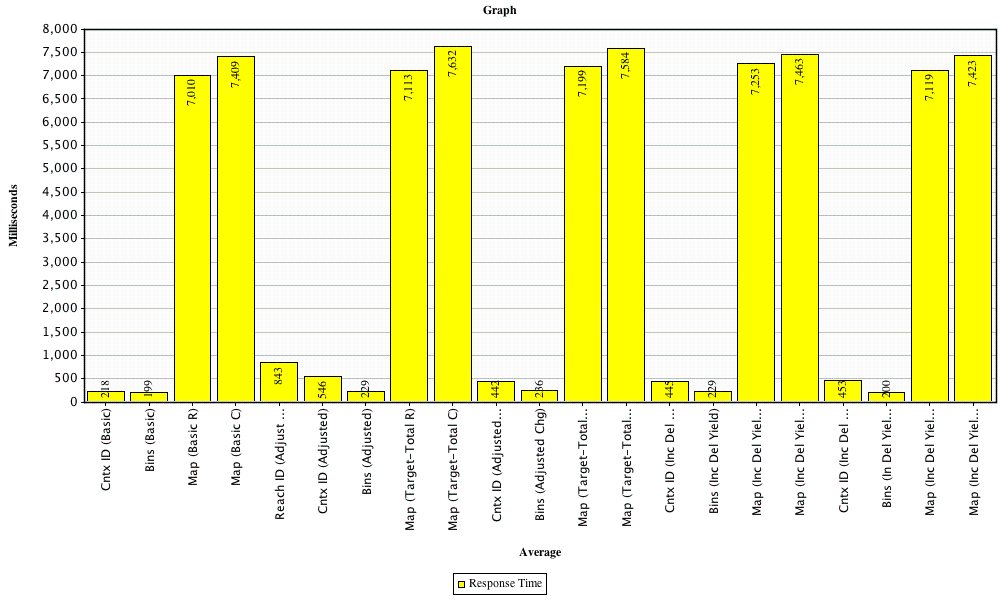 Graph
Milliseconds
8,000
7,500
7,000
6,500
6,000
5,500
5,000
4,500
4,000
3,500
3,000
2,500
2,000
1,500
1,000
500
0
218
199
7,010
7,409
843
546
229
7,113
7,632
442
236
7,199
7,584
445
229
7,253
7,463
453
200
7,119
7,423
Cntx ID (Basic)
Bins (Basic)
Map (Basic R)
Map (Basic C)
Reach ID (Adjust ...
Cntx ID (Adjusted)
Bins (Adjusted)
Map (Target-Total R)
Map (Target-Total C)
Cntx ID (Adjusted...
Bins (Adjusted Chg)
Map (Target-Total...
Map (Target-Total...
Cntx ID (Inc Del ...
Bins (Inc Del Yield)
Map (Inc Del Yiel...
Map (Inc Del Yiel...
Cntx ID (Inc Del ...
Bins (In Del Yiel...
Map (Inc Del Yiel...
Map (Inc Del Yiel...
Average
Response Time